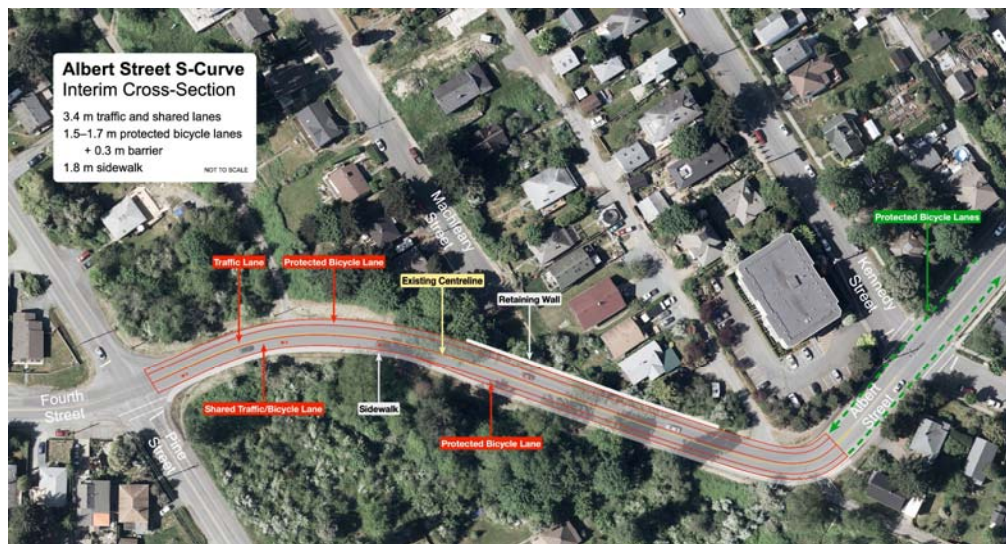 Albert Street S-Curve
Interim Cross-Section
3.4 m traffic and shared lanes
1.5–1.7 m protected bicycle lanes
+ 0.3 m barrier
1.8 m sidewalk
NOT TO SCALE
Protected Bicycle Lanes
Machleary
Street
Kennedy
Street
Traffic Lane
Protected Bicycle Lane
Existing Centreline
Retaining Wall
Fourth
Street
Pine
Street
Shared Traffic/Bicycle Lane
Sidewalk
Protected Bicycle Lane
Albert
Street